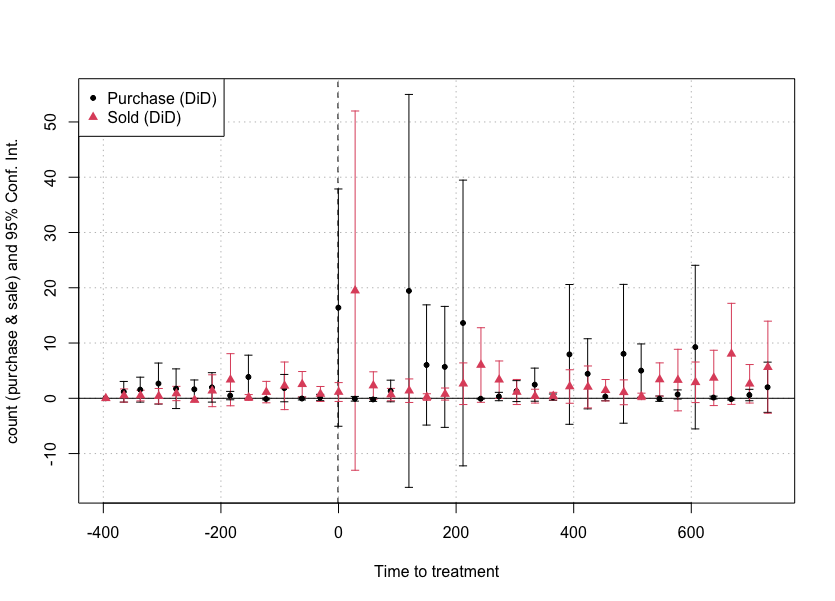 Purchase (DiD)
Sold (DiD)
count (purchase & sale) and 95% Conf. Int.
50
40
30
20
10
0
-10
-400 -200 0 200 400 600
Time to treatment